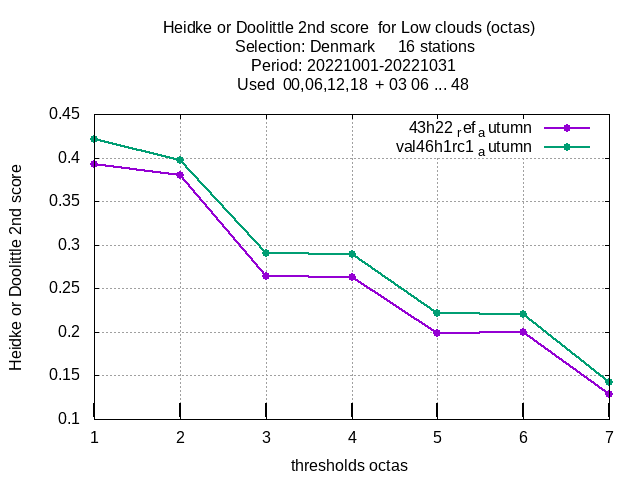 Heidke or Doolittle 2nd score  for Low clouds (octas)
Selection: Denmark     16 stations
Period: 20221001-20221031
Used  00,06,12,18  + 03 06 ... 48
43h22 refautumn
val46h1rc1 autumn
Heidke or Doolittle 2nd score
0.45
0.4
0.35
0.3
0.25
0.2
0.15
0.1
1 2 3 4 5 6 7
thresholds octas